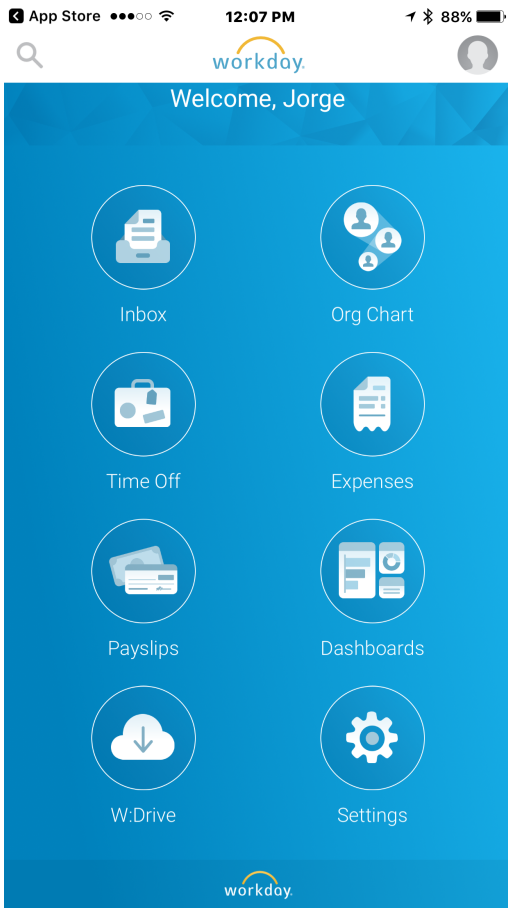 App Store 12:07 PM 88%
workday.
Welcome, Jorge
Inbox Org Chart
Time Off Expenses
Payslips Dashboards
W:Drive Settings
workday.